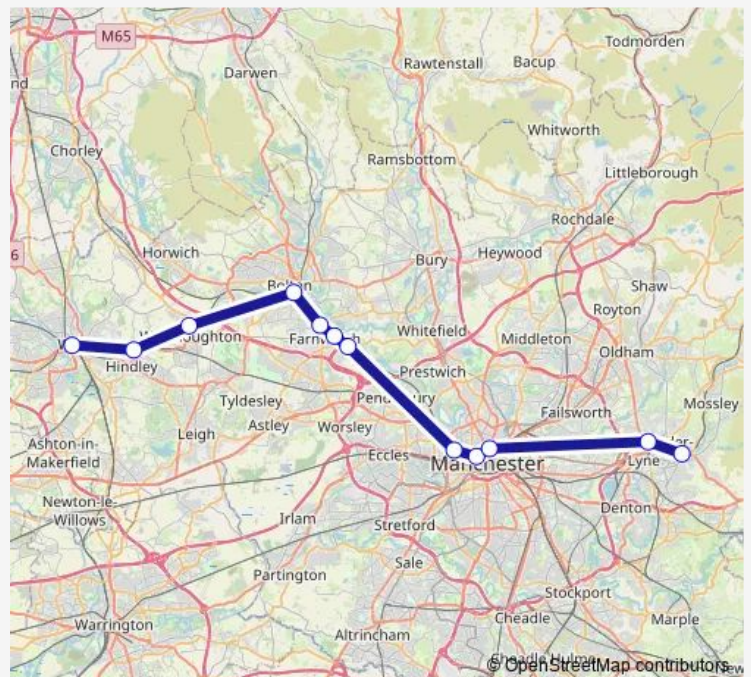 Todmorden
M65
Rawtenstall
Bacup
Darwen
Whitworth
Chorley
Ramsbottom
Littleborough
Rochdale
6
Horwich
Bury
Heywood
Shaw
Royton
Whitefield
Middleton
Oldham
Hindley
Prestwich
Tyldesley
Mossley
Failsworth
Astley
Worsley
Leigh
Ashton-in-
Makerfield
Eccles
Manchester
Lyne
Denton
Newton-le-
Willows
Irlam
Stretford
Sale
Partington
Stockport
Cheadle
Marple
Warrington
Altrincham
© OpenStreetMap contributors